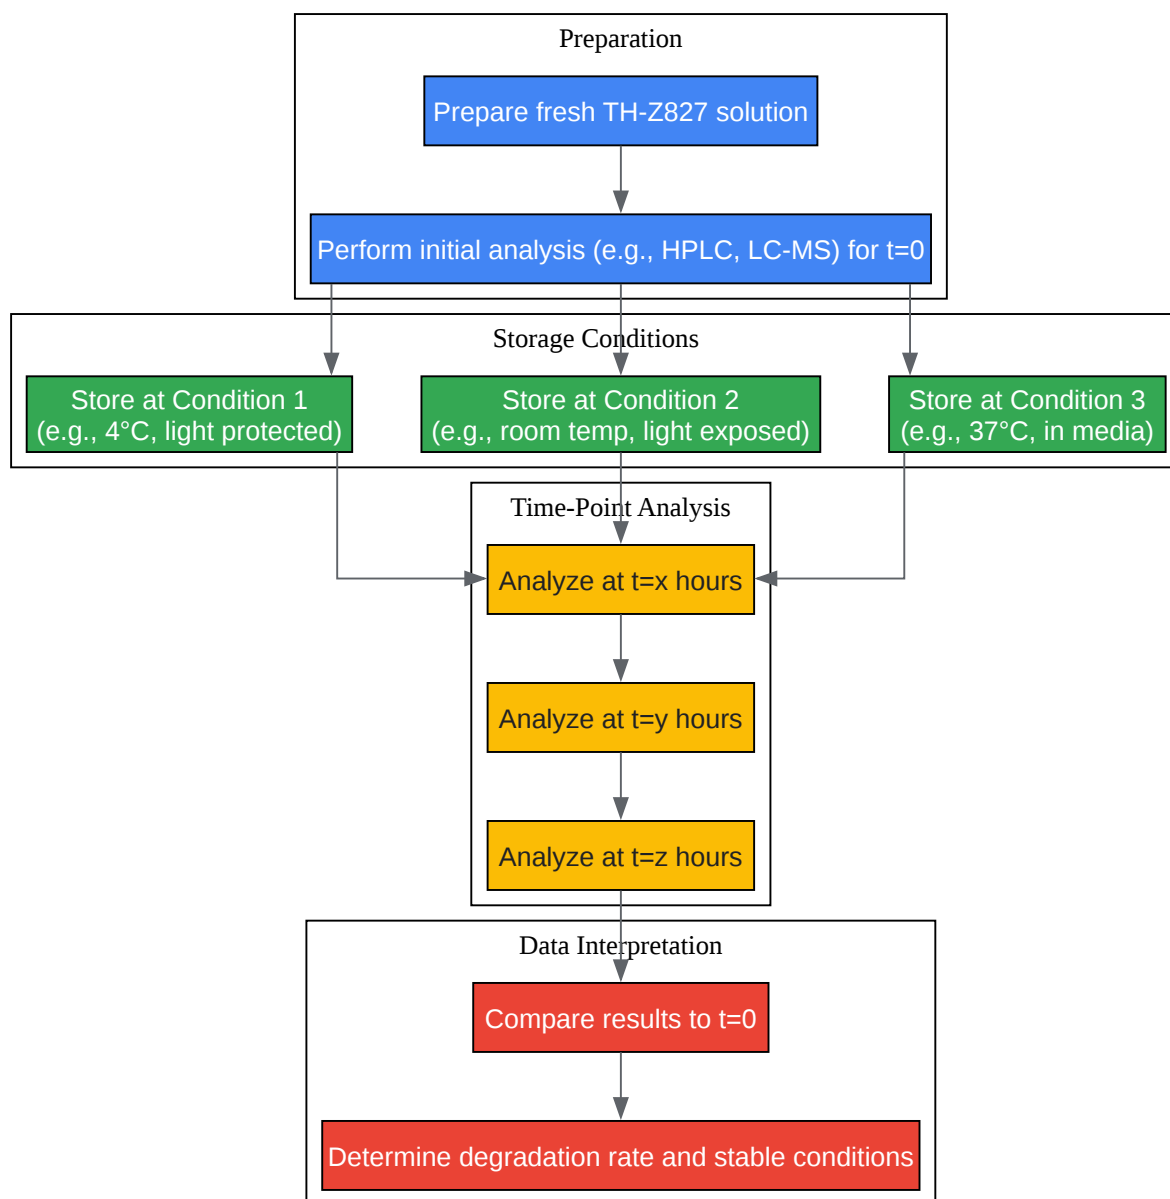 Preparation
Prepare fresh TH-Z827 solution
Perform initial analysis (e.g., HPLC, LC-MS) for t=0
Storage Conditions
Store at Condition 1
(e.g., 4°C, light protected)
Store at Condition 2
(e.g., room temp, light exposed)
Store at Condition 3
(e.g., 37°C, in media)
Time-Point Analysis
Analyze at t=x hours
Analyze at t=y hours
Analyze at t=z hours
Data Interpretation
Compare results to t=0
Determine degradation rate and stable conditions